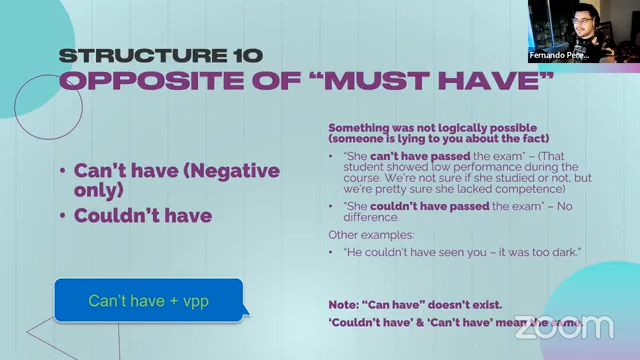 STRUCTURE 10
OPPOSITE OF “MUST HAVE”
• Can’t have (Negative
only)
• Couldn’t have
Can’t have + vpp
Something was not logically possible
(someone is lying to you about the fact)
• “She can’t have passed the exam” – (That
student showed low performance during the
course. We’re not sure if she studied or not, but
we’re pretty sure she lacked competence)
• “She couldn’t have passed the exam” – No
difference.
Other examples:
• “He couldn’t have seen you – it was too dark.”
Note: “Can have” doesn’t exist.
‘Couldn’t have’ & ‘Can’t have’ mean the same.
zoom
Fernando Pére...